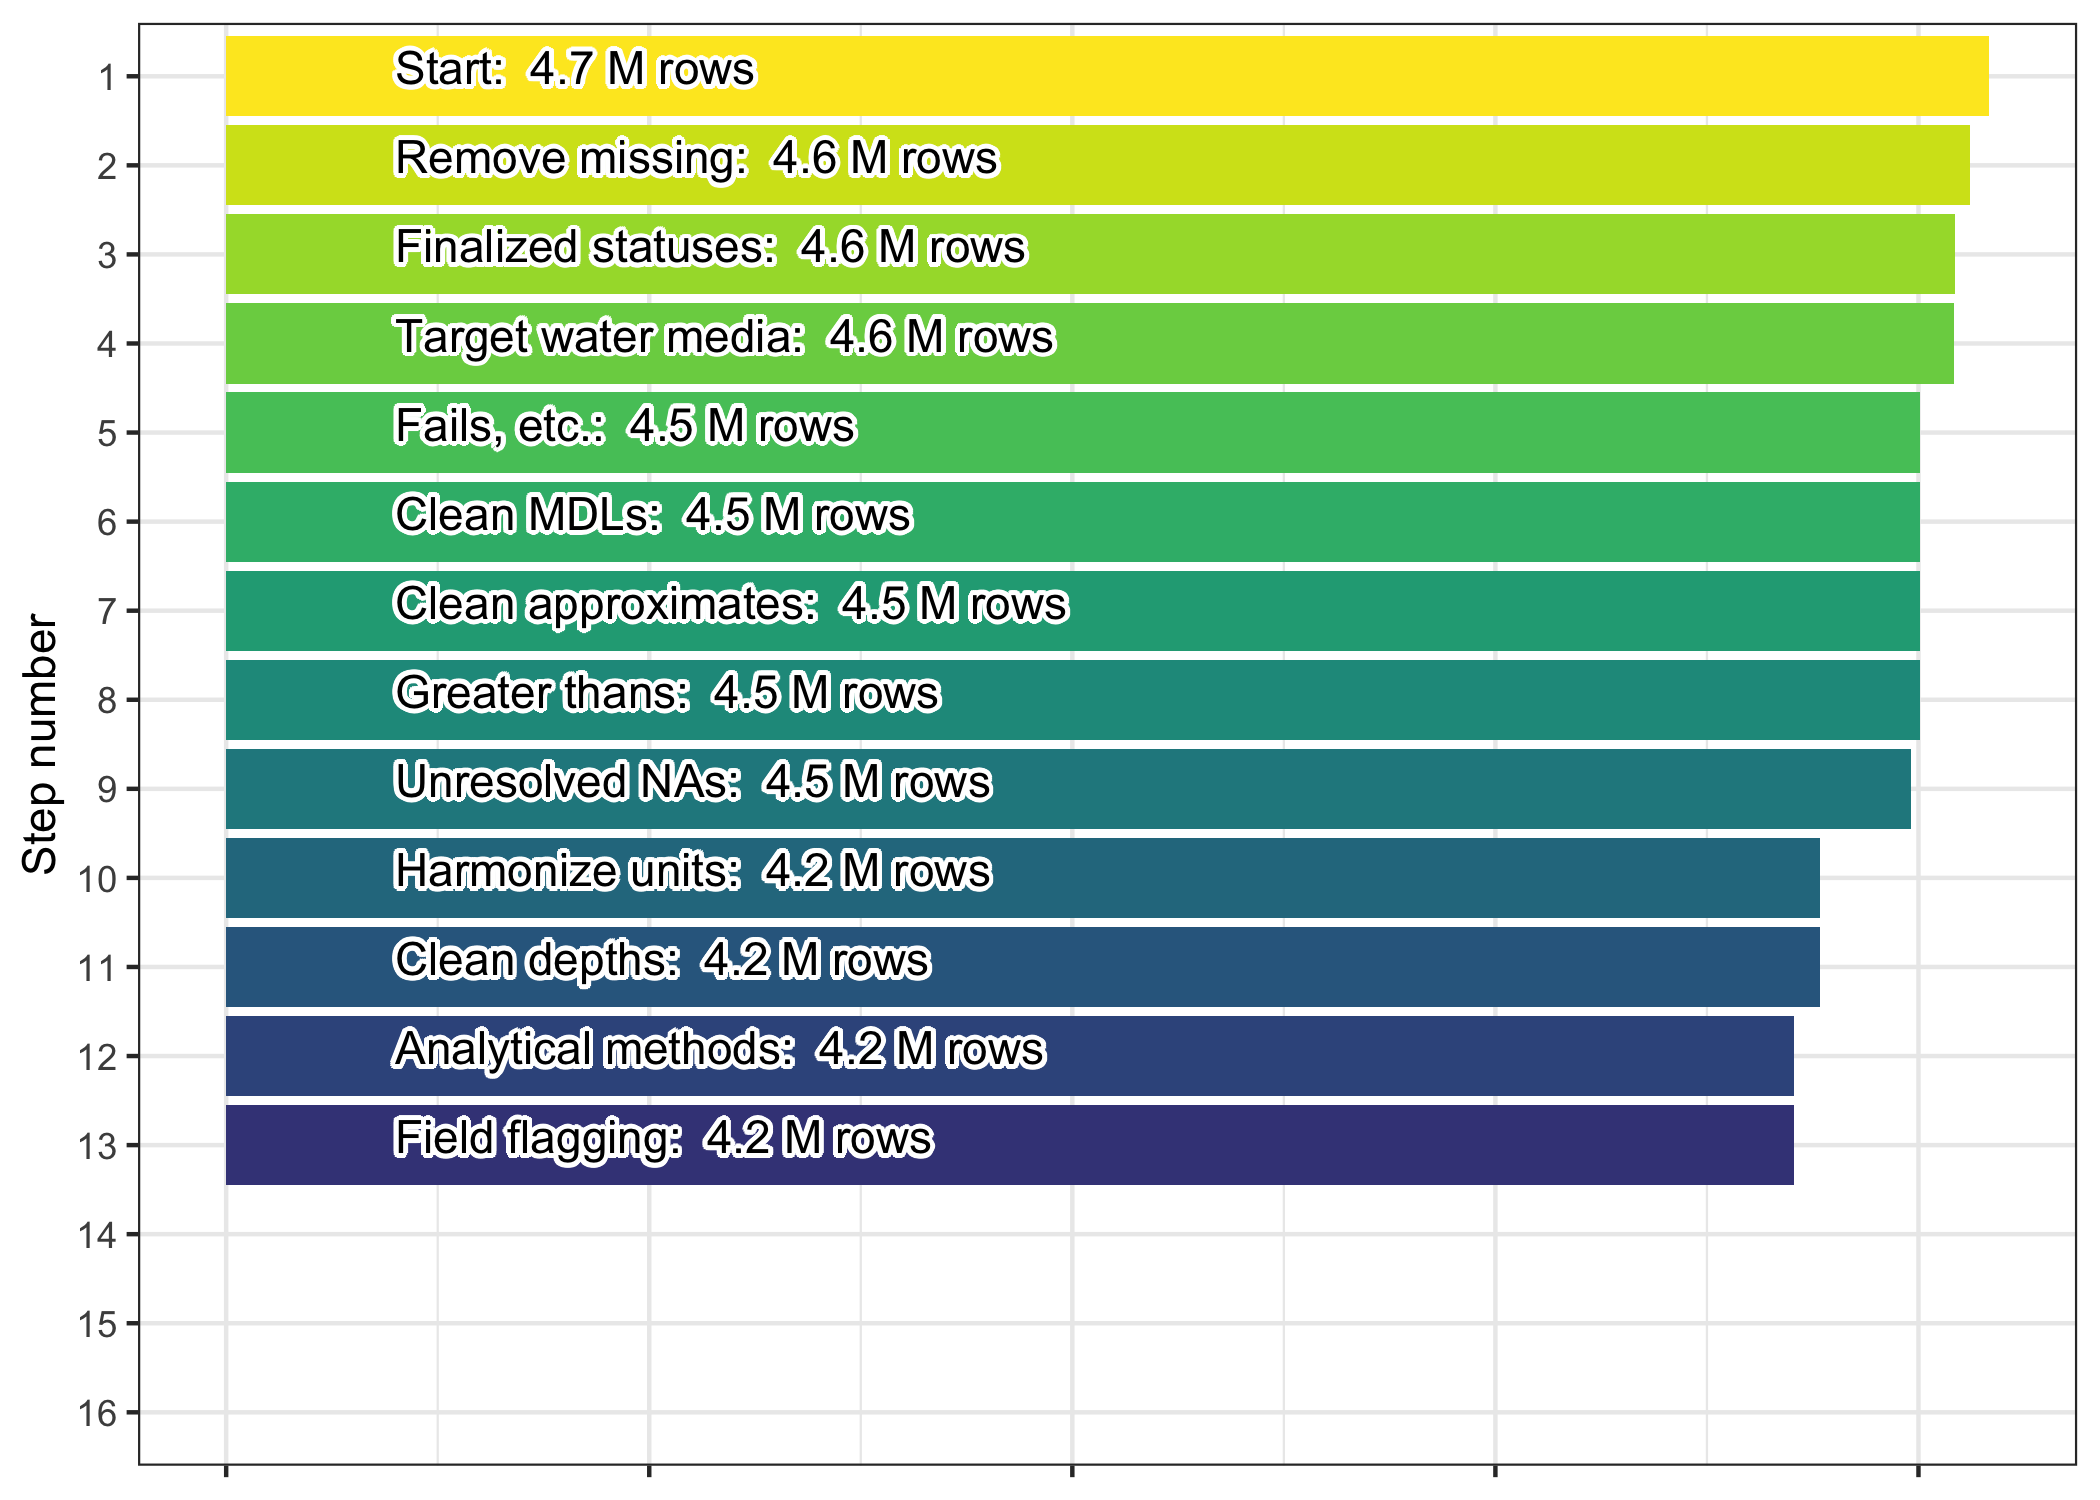 1
Start:  4.7 M rows
2
Remove missing:  4.6 M rows
3
Finalized statuses:  4.6 M rows
4
Target water media:  4.6 M rows
5
Fails, etc.:  4.5 M rows
6
Clean MDLs:  4.5 M rows
7
Clean approximates:  4.5 M rows
8
Greater thans:  4.5 M rows
9
Unresolved NAs:  4.5 M rows
10
Harmonize units:  4.2 M rows
11
Clean depths:  4.2 M rows
12
Analytical methods:  4.2 M rows
13
Field flagging:  4.2 M rows
14
15
16
Step number